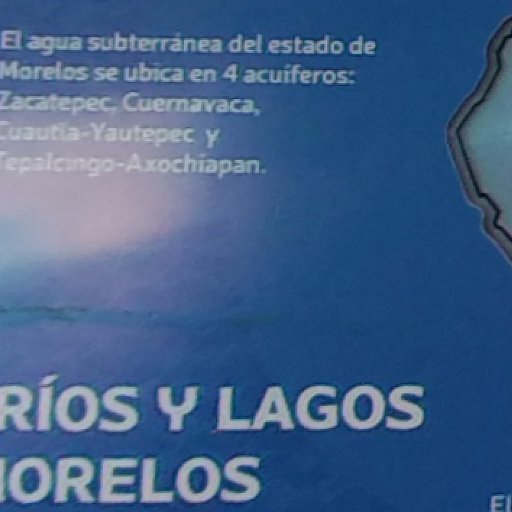 El agua subterránea del estado de
Morelos se ubica en 4 acuíferos:
Zacatepec, Cuernavaca,
Cuautla-Yautepec y
Tepalcingo-Axochiapan.
RÍOS Y LAGOS
MORELOS
El